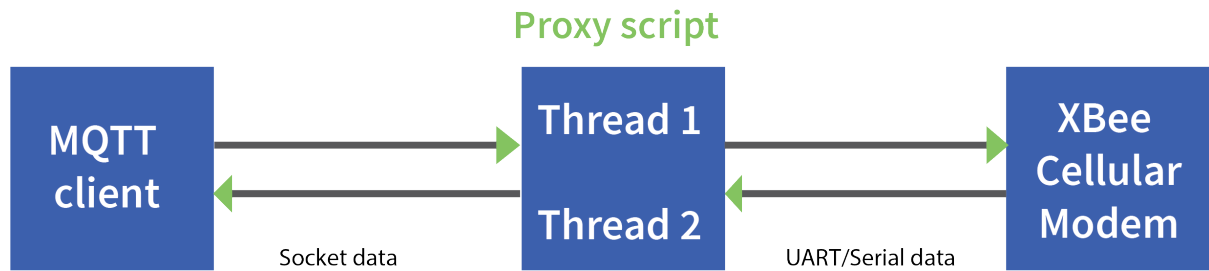 Proxy script
MQTT
client
Thread 1
Thread 2
XBee
Cellular
Modem
Socket data
UART/Serial data